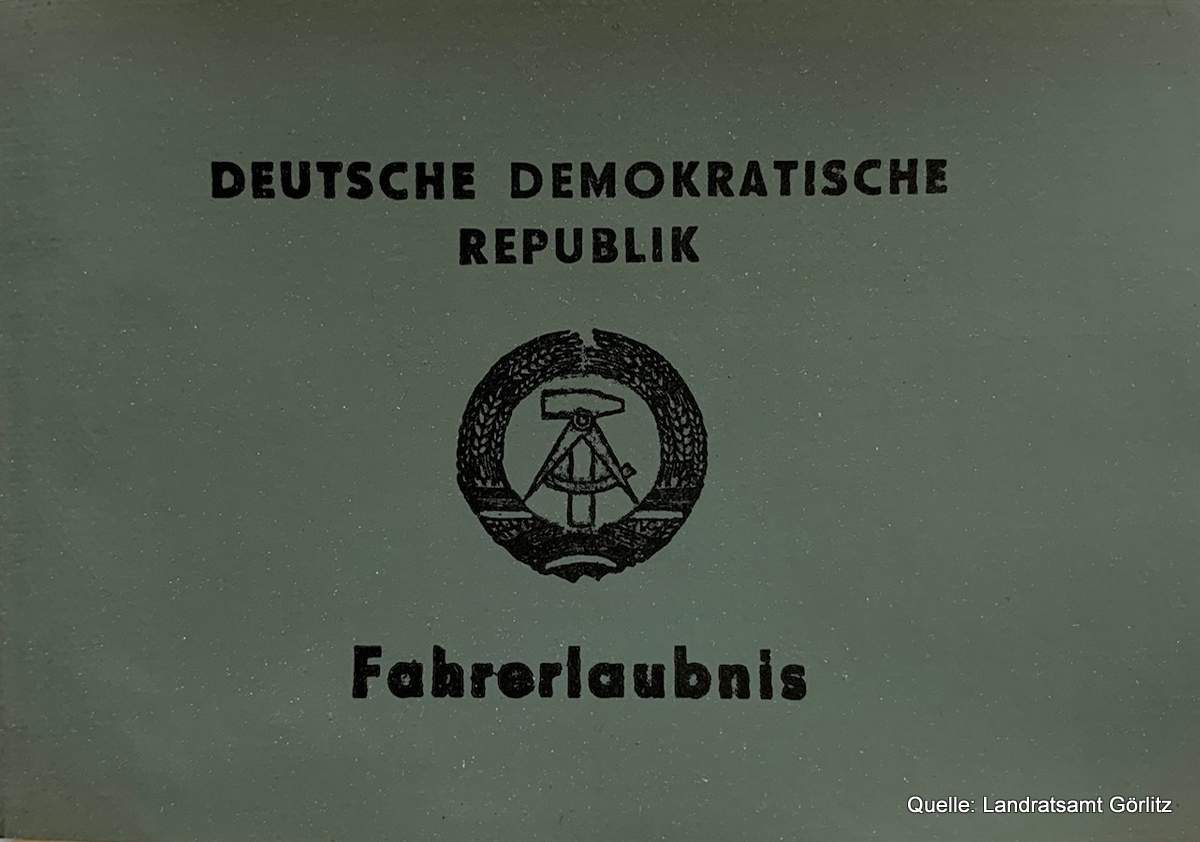 DEUTSCHE DEMOKRATISCHE
REPUBLIK
Fahrerlaubnis
Quelle: Landratsamt Görlitz